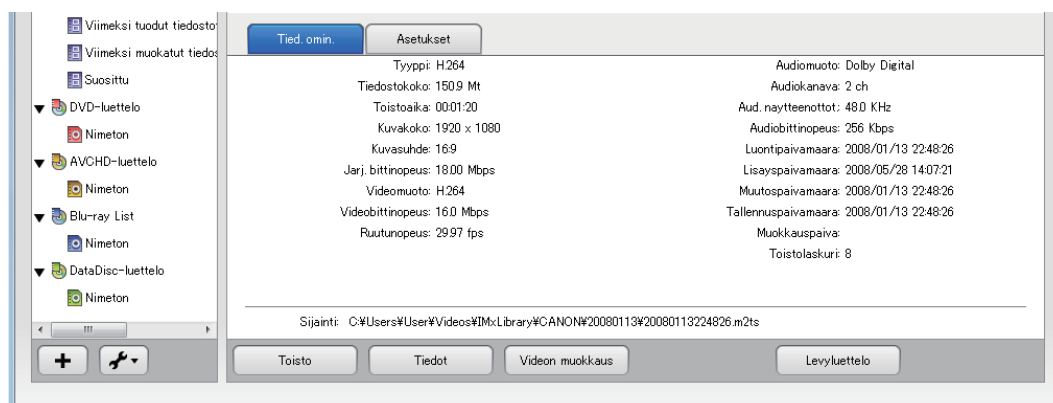 Viimeksi tuodut tiedosto
Viimeksi muokatut tiedos
Suosittu
DVD-luettelo
Nimeton
AVCHD-luettelo
Nimeton
Blu-ray List
Nimeton
DataDisc-luettelo
Nimeton
Tied. omin.
Asetukset
Tyyppi: H.264
Tiedostokoko: 150.9 Mt
Toistoaika: 00:01:20
Kuvakoko: 1920 x 1080
Kuvasuhde: 16:9
Jarj. bittinopeus: 18.00 Mbps
Videomuoto: H.264
Videobittinopeus: 16.0 Mbps
Ruutunopeus: 29.97 fps
Audiomuoto: Dolby Digital
Audiokanava: 2 ch
Aud. naytteenottot.: 48.0 KHz
Audiobittinopeus: 256 Kbps
Luontipaivamaara: 2008/01/13 22:48:26
Lisayspaivamaara: 2008/05/28 14:07:21
Muutospaivamaara: 2008/01/13 22:48:26
Tallennuspaivamaara: 2008/01/13 22:48:26
Muokkauspaiva:
Toistolaskuri: 8
Sijainti: C:¥Users¥User¥Videos¥IMxLibrary¥CANON¥20080113¥20080113224826.m2ts
Toisto
Tiedot
Videon muokkaus
Levyluettelo